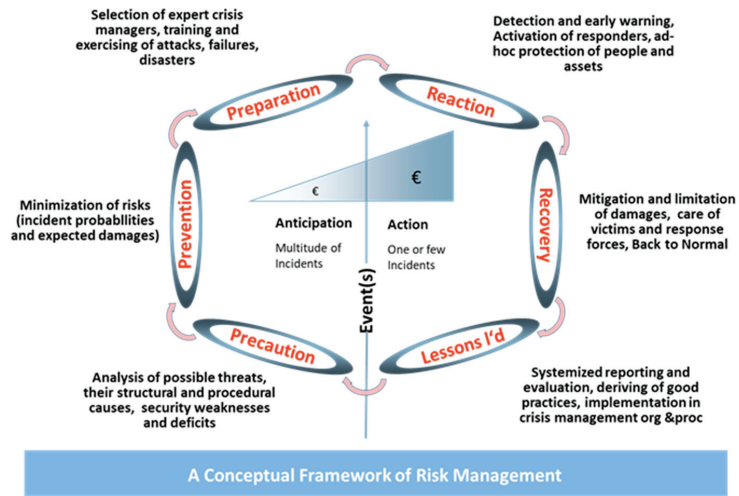 Selection of expert crisis
managers, training and
exercising of attacks, failures,
disasters
Detection and early warning,
Activation of responders, ad-
hoc protection of people and
assets
Preparation
Reaction
Prevention
Minimization of risks
(incident probabllities
and expected damages)
€
€
Anticipation
Multitude of
Incidents
Action
One or few
Incidents
Event(s)
Recovery
Mitigation and limitation
of damages, care of
victims and response
forces, Back to Normal
Precaution
Lessons l'd
Analysis of possible threats,
their structural and procedural
causes, security weaknesses
and deficits
Systemized reporting and
evaluation, deriving of good
practices, implementation in
crisis management org &proc
A Conceptual Framework of Risk Management